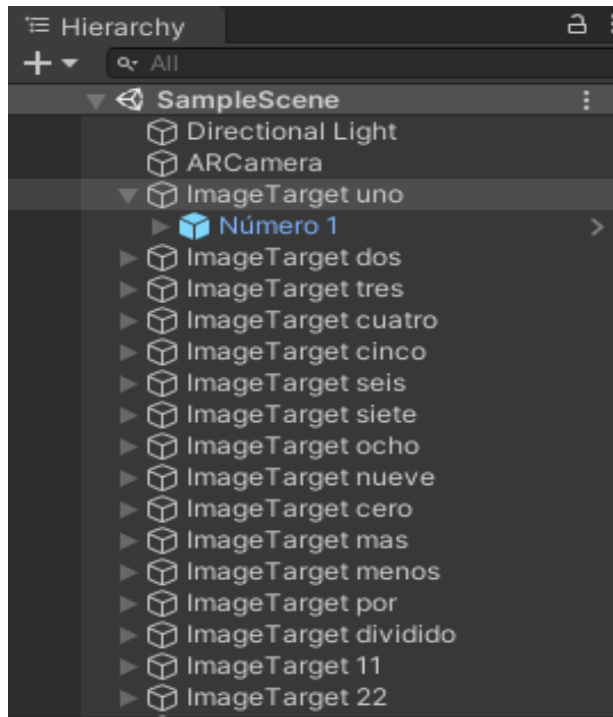 Hierarchy
All
SampleScene
Directional Light
ARCamera
ImageTarget uno
Número 1
ImageTarget dos
ImageTarget tres
ImageTarget cuatro
ImageTarget cinco
ImageTarget seis
ImageTarget siete
ImageTarget ocho
ImageTarget nueve
ImageTarget cero
ImageTarget mas
ImageTarget menos
ImageTarget por
ImageTarget dividido
ImageTarget 11
ImageTarget 22